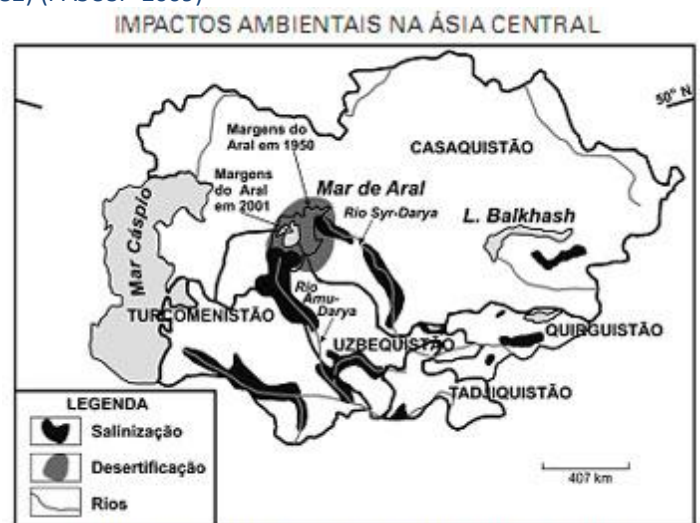 IMPACTOS AMBIENTAIS NA ÁSIA CENTRAL
50° N
Margens do
Aral em 1950
CASAQUISTÃO
Margens
do Aral
em 2001
Mar de Aral
Rio Syr-Darya
L. Balkhash
Mar Cáspio
Rio
Amu-
Darya
TURCOMENISTÃO
UZBEQUISTÃO
QUIRGUISTÃO
TADJIQUISTÃO
LEGENDA
Salinização
Desertificação
Rios
407 km